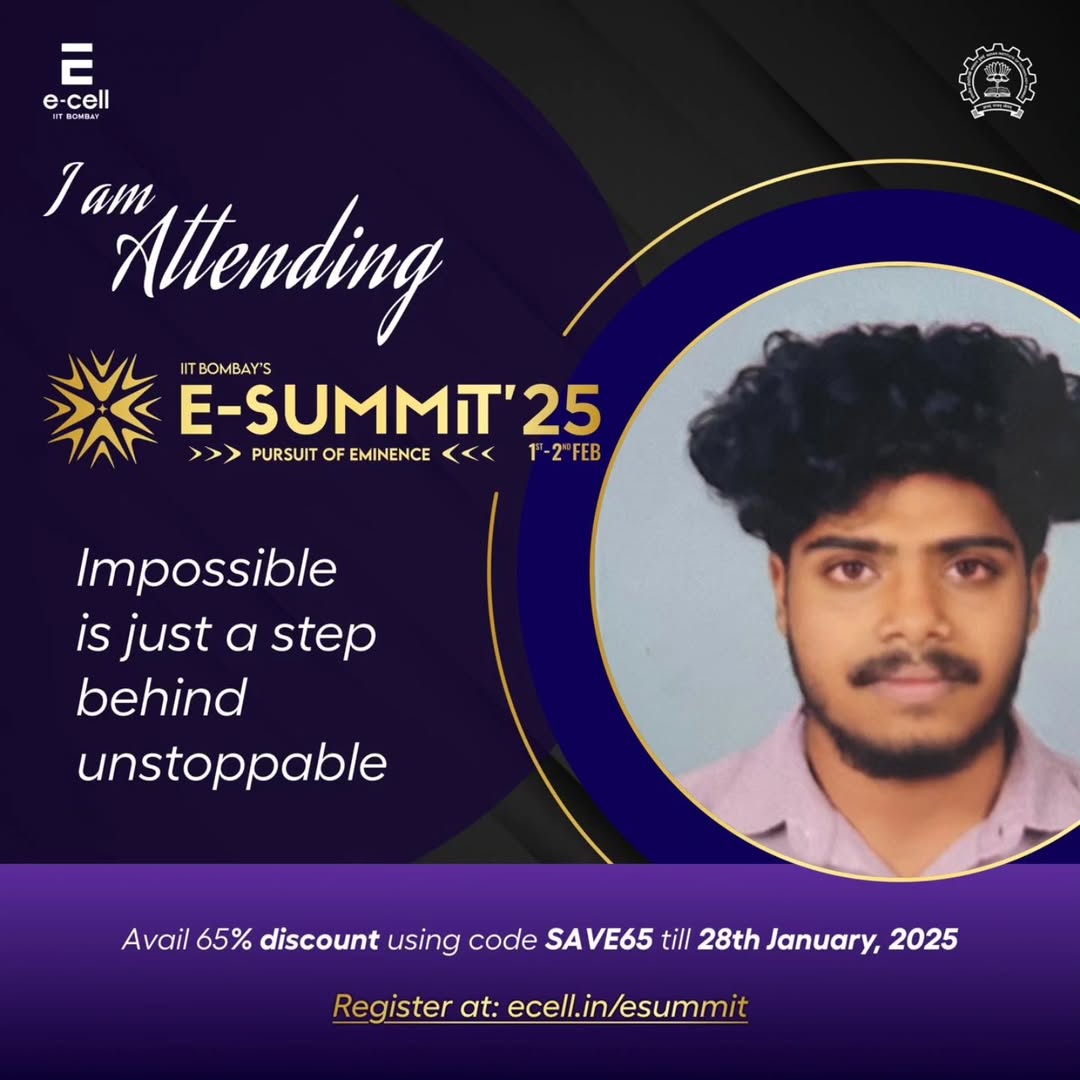 e-cell
IIT BOMBAY
I am
Attending
IIT BOMBAY'S
E-SUMMIT'25
>>> PURSUIT OF EMINENCE <<< 1ST-2ND FEB
Impossible
is just a step
behind
unstoppable
Avail 65% discount using code SAVE65 till 28th January, 2025
Register at: ecell.in/esummit